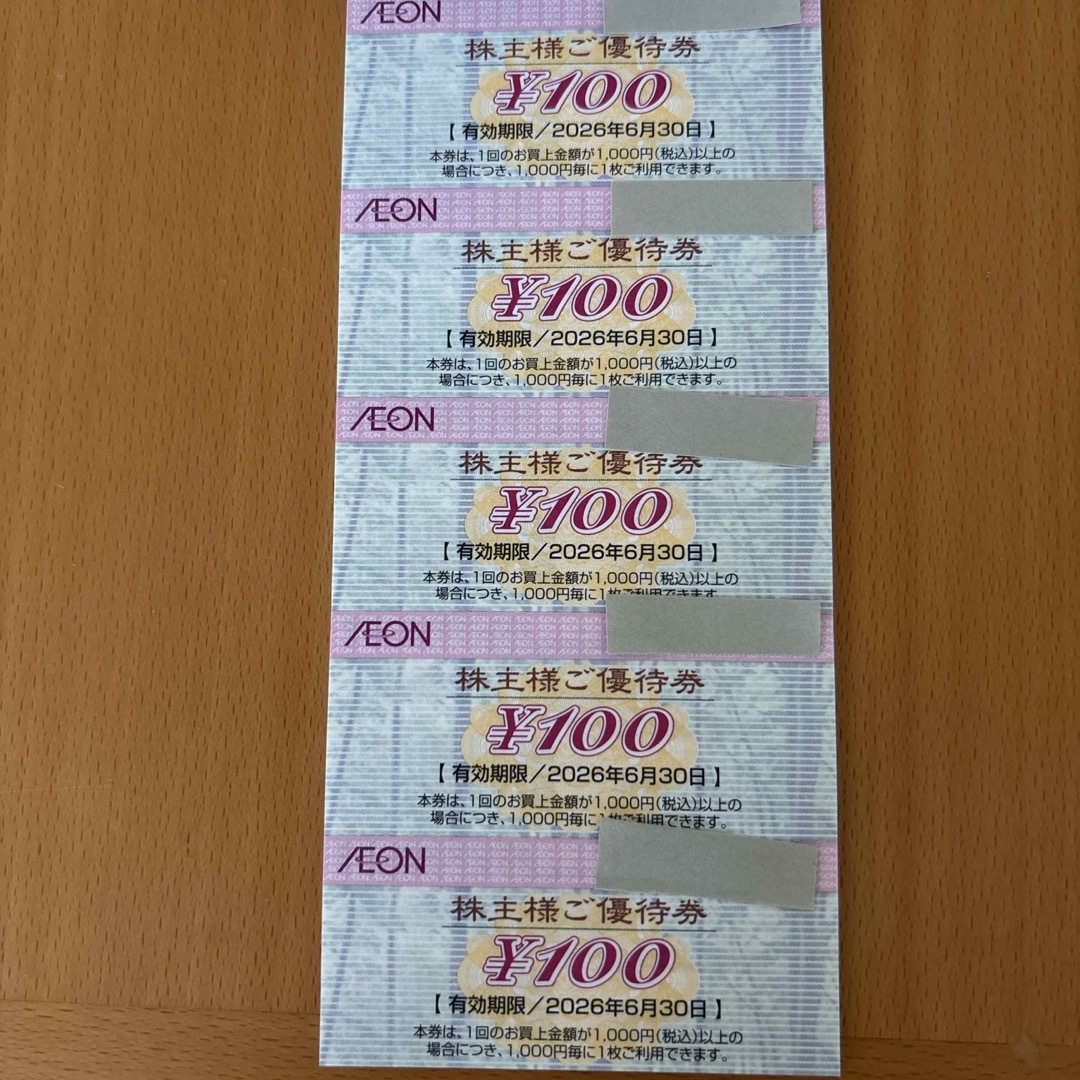 ÆON
株主様ご優待券
¥100
【 有効期限／2026年6月30日 】
本券は、1回のお買上金額が1,000円(税込)以上の
場合につき、1,000円毎に1枚ご利用できます。
ÆON
株主様ご優待券
¥100
【 有効期限／2026年6月30日 】
本券は、1回のお買上金額が1,000円(税込)以上の
場合につき、1,000円毎に1枚ご利用できます。
ÆON
株主様ご優待券
¥100
【 有効期限／2026年6月30日 】
本券は、1回のお買上金額が1,000円(税込)以上の
場合につき、1,000円毎に1枚ご利用できます。
ÆON
株主様ご優待券
¥100
【 有効期限／2026年6月30日 】
本券は、1回のお買上金額が1,000円(税込)以上の
場合につき、1,000円毎に1枚ご利用できます。
ÆON
株主様ご優待券
¥100
【 有効期限／2026年6月30日 】
本券は、1回のお買上金額が1,000円(税込)以上の
場合につき、1,000円毎に1枚ご利用できます。